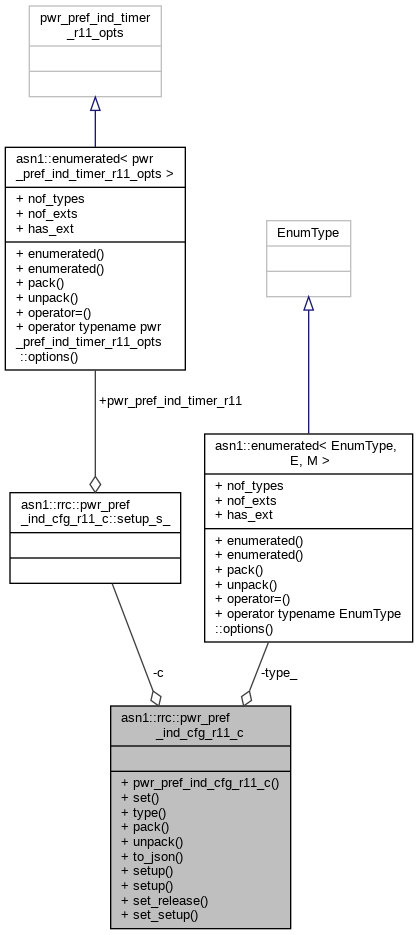 pwr_pref_ind_timer
_r11_opts
asn1::enumerated< pwr
_pref_ind_timer_r11_opts >
+ nof_types
+ nof_exts
+ has_ext
+ enumerated()
+ enumerated()
+ pack()
+ unpack()
+ operator=()
+ operator typename pwr
_pref_ind_timer_r11_opts
::options()
EnumType
+pwr_pref_ind_timer_r11
asn1::enumerated< EnumType,
E, M >
+ nof_types
+ nof_exts
+ has_ext
+ enumerated()
+ enumerated()
+ pack()
+ unpack()
+ operator=()
+ operator typename EnumType
::options()
asn1::rrc::pwr_pref
_ind_cfg_r11_c::setup_s_
-c
-type_
asn1::rrc::pwr_pref
_ind_cfg_r11_c
+ pwr_pref_ind_cfg_r11_c()
+ set()
+ type()
+ pack()
+ unpack()
+ to_json()
+ setup()
+ setup()
+ set_release()
+ set_setup()